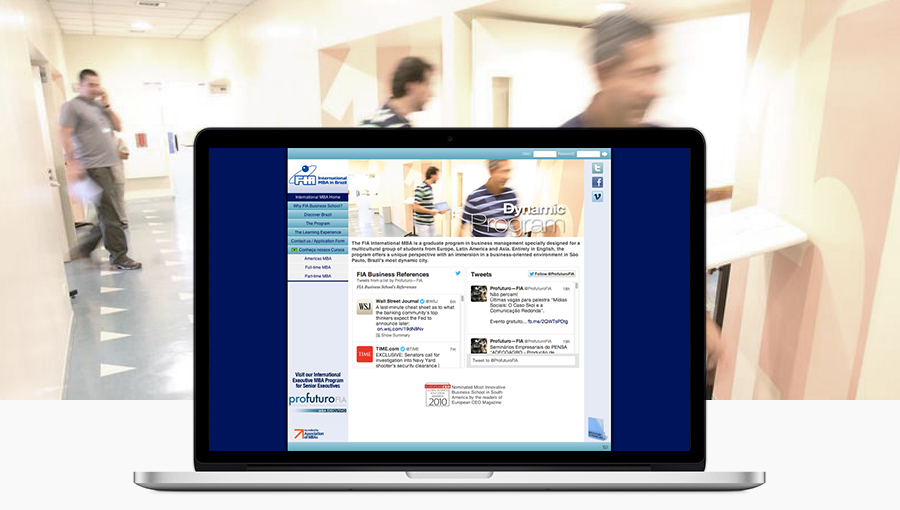 User:
Password:
FIA
International
MBA in Brazil
International MBA Home
Why FIA Business School?
Discover Brazil
The Program
The Learning Experience
Contact us / Application Form
Conheça nossos Cursos
Americas MBA
Full-time MBA
Part-time MBA
Dynamic
Program
The FIA International MBA is a graduate program in business management specially designed for a
multicultural group of students from Europe, Latin America and Asia. Entirely in English, the
program offers a unique perspective with an immersion in a business-oriented environment in São
Paulo, Brazil's most dynamic city.
FIA Business References
Tweets from a list by Profuturo—FIA
FIA Business School's References
WSJ
Wall Street Journal @WSJ 6m
A last-minute cheat sheet as to what
the banking community's top
thinkers expect the Fed to
announce later:
on.wsj.com/19dN9Nv
Show Summary
TIME
TIME.com @TIME 7m
EXCLUSIVE: Senators call for
investigation into Navy Yard
shooter's security clearance |
Tweets
Follow @ProfuturoFIA
Profuturo—FIA @ProfuturoFIA 18h
Não percam!
Últimas vagas para palestra "Mídias
Sociais: O Caso Skol e a
Comunicação Redonda".
Evento gratuito... fb.me/2QWTsPDtg
Profuturo—FIA @ProfuturoFIA 19h
Seminários Empresariais do PENSA
Tweet to @ProfuturoFIA
Visit our International
Executive MBA Program
for Senior Executives
profuturo FIA
MBA EXECUTIVO
Association
of MBAs
2010
Nominated Most Innovative
Business School in South
America by the readers of
European CEO Magazine